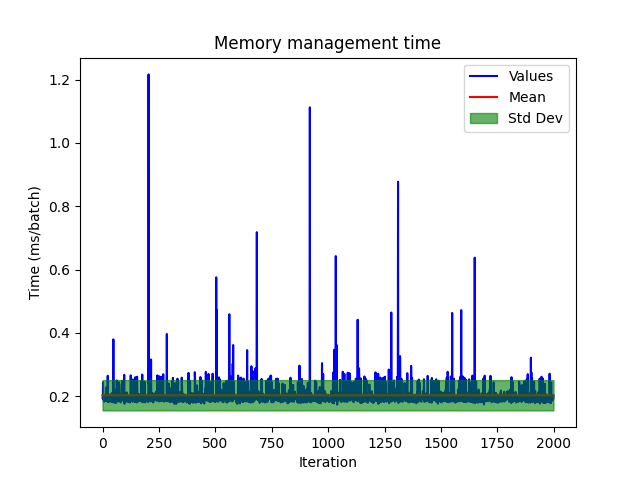 Memory management time
Values
Mean
Std Dev
Time (ms/batch)
1.2
1.0
0.8
0.6
0.4
0.2
0
250
500
750
1000
1250
1500
1750
2000
Iteration